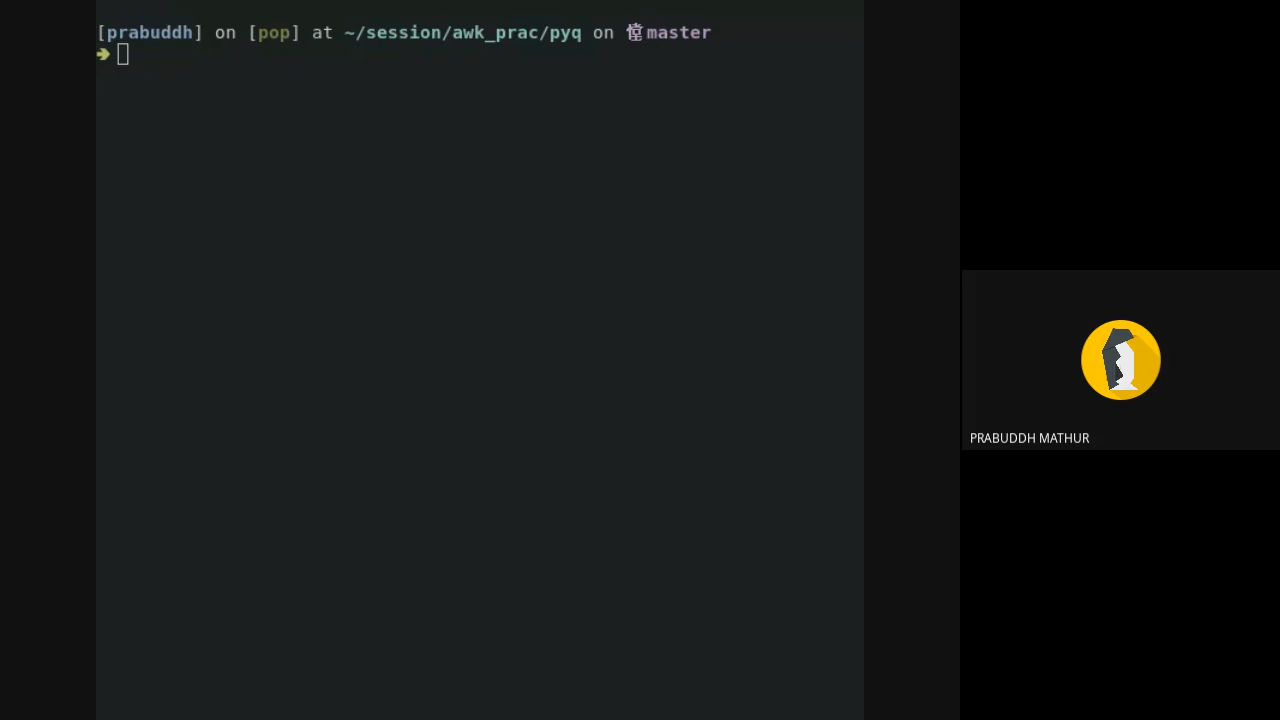 [prabuddh] on [pop] at ~/session/awk_prac/pyq on master
➜
PRABUDDH MATHUR